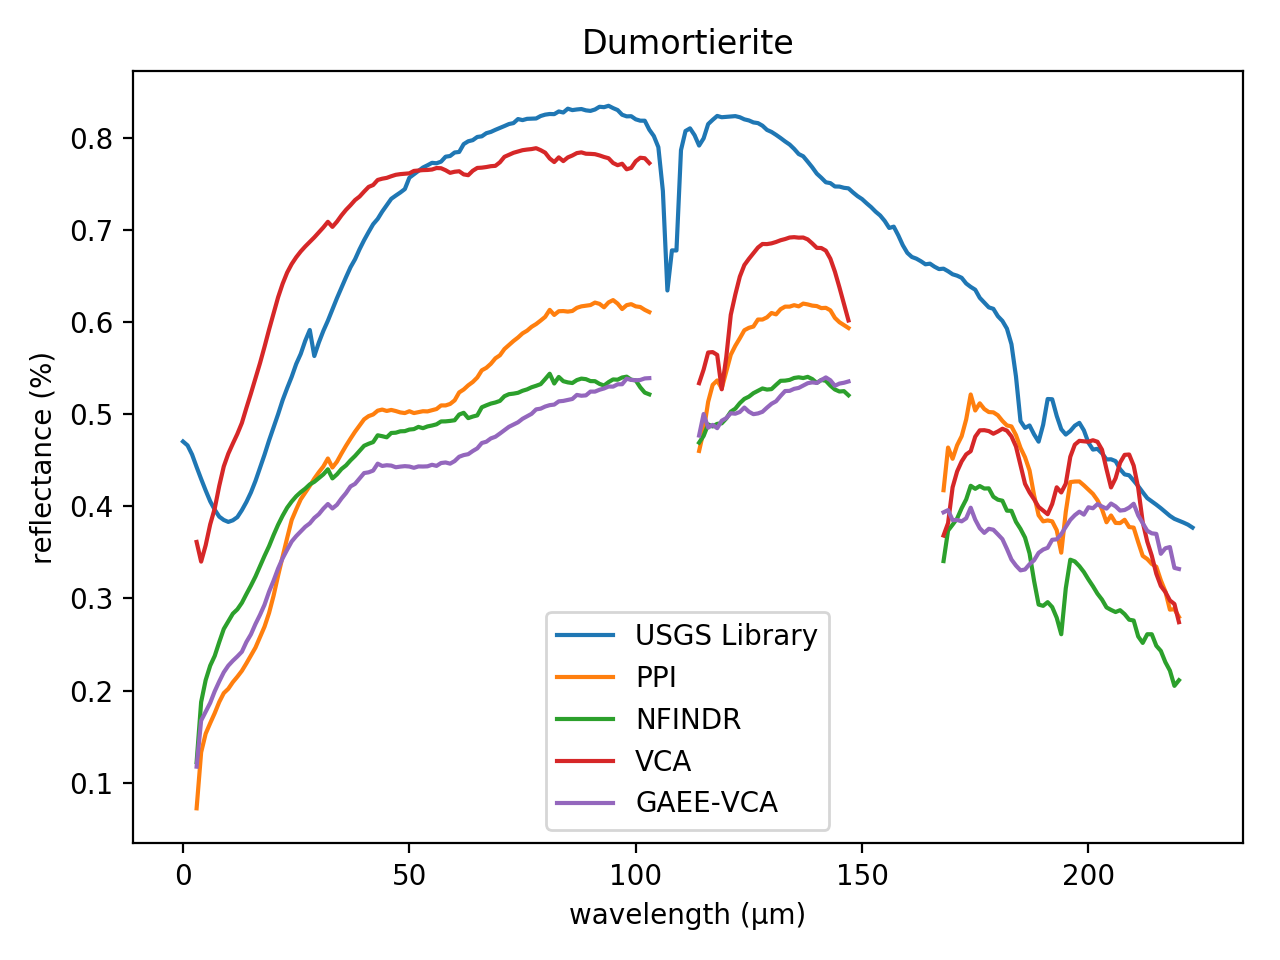 Dumortierite
reflectance (%)
0.8
0.7
0.6
0.5
0.4
0.3
0.2
0.1
USGS Library
PPI
NFINDR
VCA
GAEE-VCA
0 50 100 150 200
wavelength (µm)